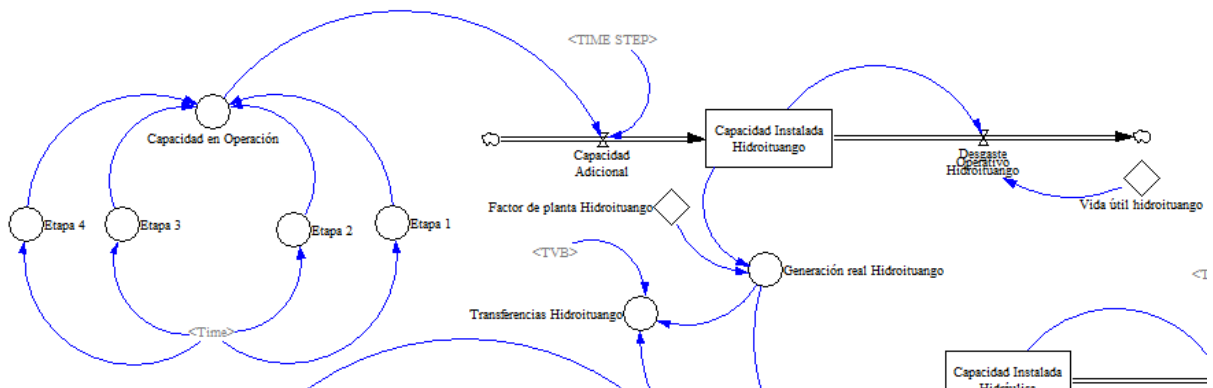 <TIME STEP>
Capacidad en Operación
Capacidad Instalada
Hidroituango
Capacidad
Adicional
Desgaste
Operativo
Hidroituango
Vida útil hidroituango
Factor de planta Hidroituango
Etapa 4
Etapa 3
Etapa 2
Etapa 1
<TVB>
Generación real Hidroituango
<T
Transferencias Hidroituango
<Time>
Capacidad Instalada